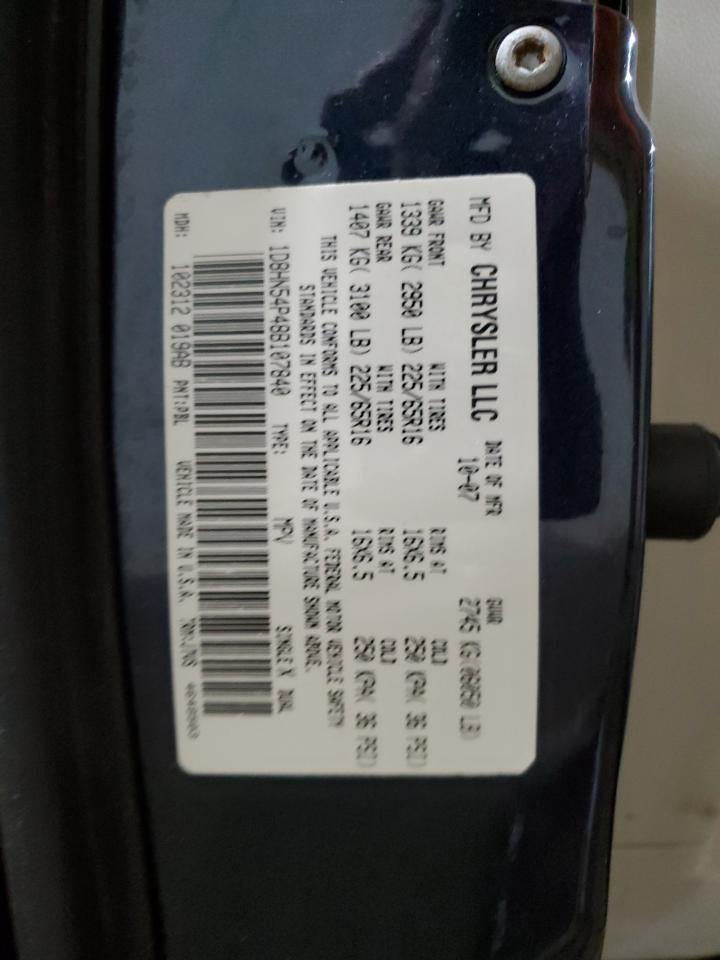 MFD BY CHRYSLER LLC DATE OF MFR 10-07 GVWR 2745 KG(06050 LB)
GAWR FRONT WITH TIRES RIMS AT COLD
1339 KG( 2950 LB) 225/65R16 16X6.5 250 KPA( 36 PSI)
GAWR REAR WITH TIRES RIMS AT COLD
1407 KG( 3100 LB) 225/65R16 16X6.5 250 KPA( 36 PSI)
THIS VEHICLE CONFORMS TO ALL APPLICABLE U.S.A. FEDERAL MOTOR VEHICLE SAFETY
STANDARDS IN EFFECT ON THE DATE OF MANUFACTURE SHOWN ABOVE.
VIN: 1D8HN54P48B107840 TYPE: MPV SINGLE X DUAL
MDH: 102312 019AB PNT:PBL VEHICLE MADE IN U.S.A.